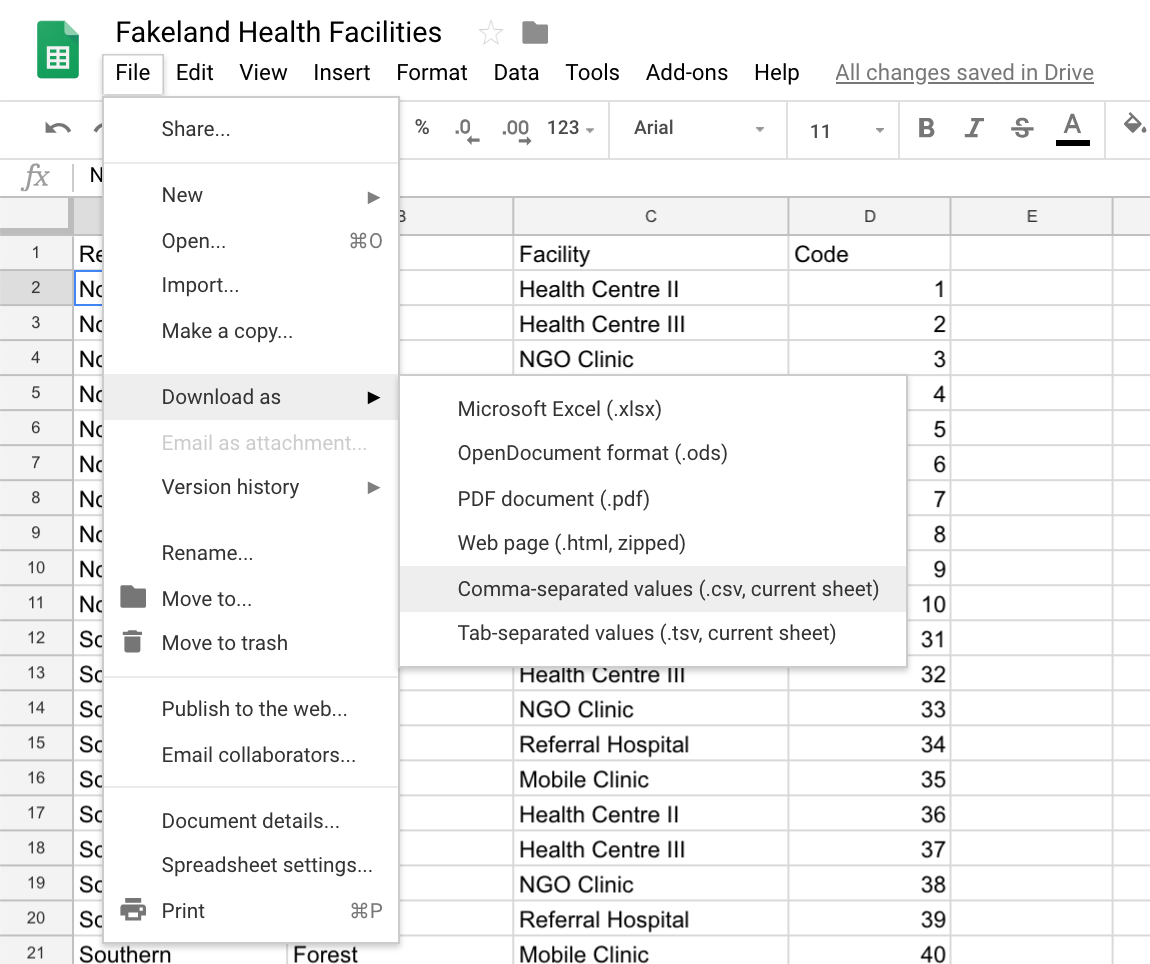 Fakeland Health Facilities
File Edit View Insert Format Data Tools Add-ons Help All changes saved in Drive
% .0 .00 123 Arial 11 B I S A
fx N
C D E
1 Re Facility Code
2 No Health Centre II 1
3 No Health Centre III 2
4 No NGO Clinic 3
5 No 4
6 No 5
7 No 6
8 No 7
9 No 8
10 No 9
11 No 10
12 So 31
13 So Health Centre III 32
14 So NGO Clinic 33
15 So Referral Hospital 34
16 So Mobile Clinic 35
17 So Health Centre II 36
18 So Health Centre III 37
19 So NGO Clinic 38
20 So Referral Hospital 39
21 Southern Forest Mobile Clinic 40
Share...
New
Open... ⌘O
Import...
Make a copy...
Download as
Email as attachment...
Version history
Rename...
Move to...
Move to trash
Publish to the web...
Email collaborators...
Document details...
Spreadsheet settings...
Print ⌘P
Microsoft Excel (.xlsx)
OpenDocument format (.ods)
PDF document (.pdf)
Web page (.html, zipped)
Comma-separated values (.csv, current sheet)
Tab-separated values (.tsv, current sheet)